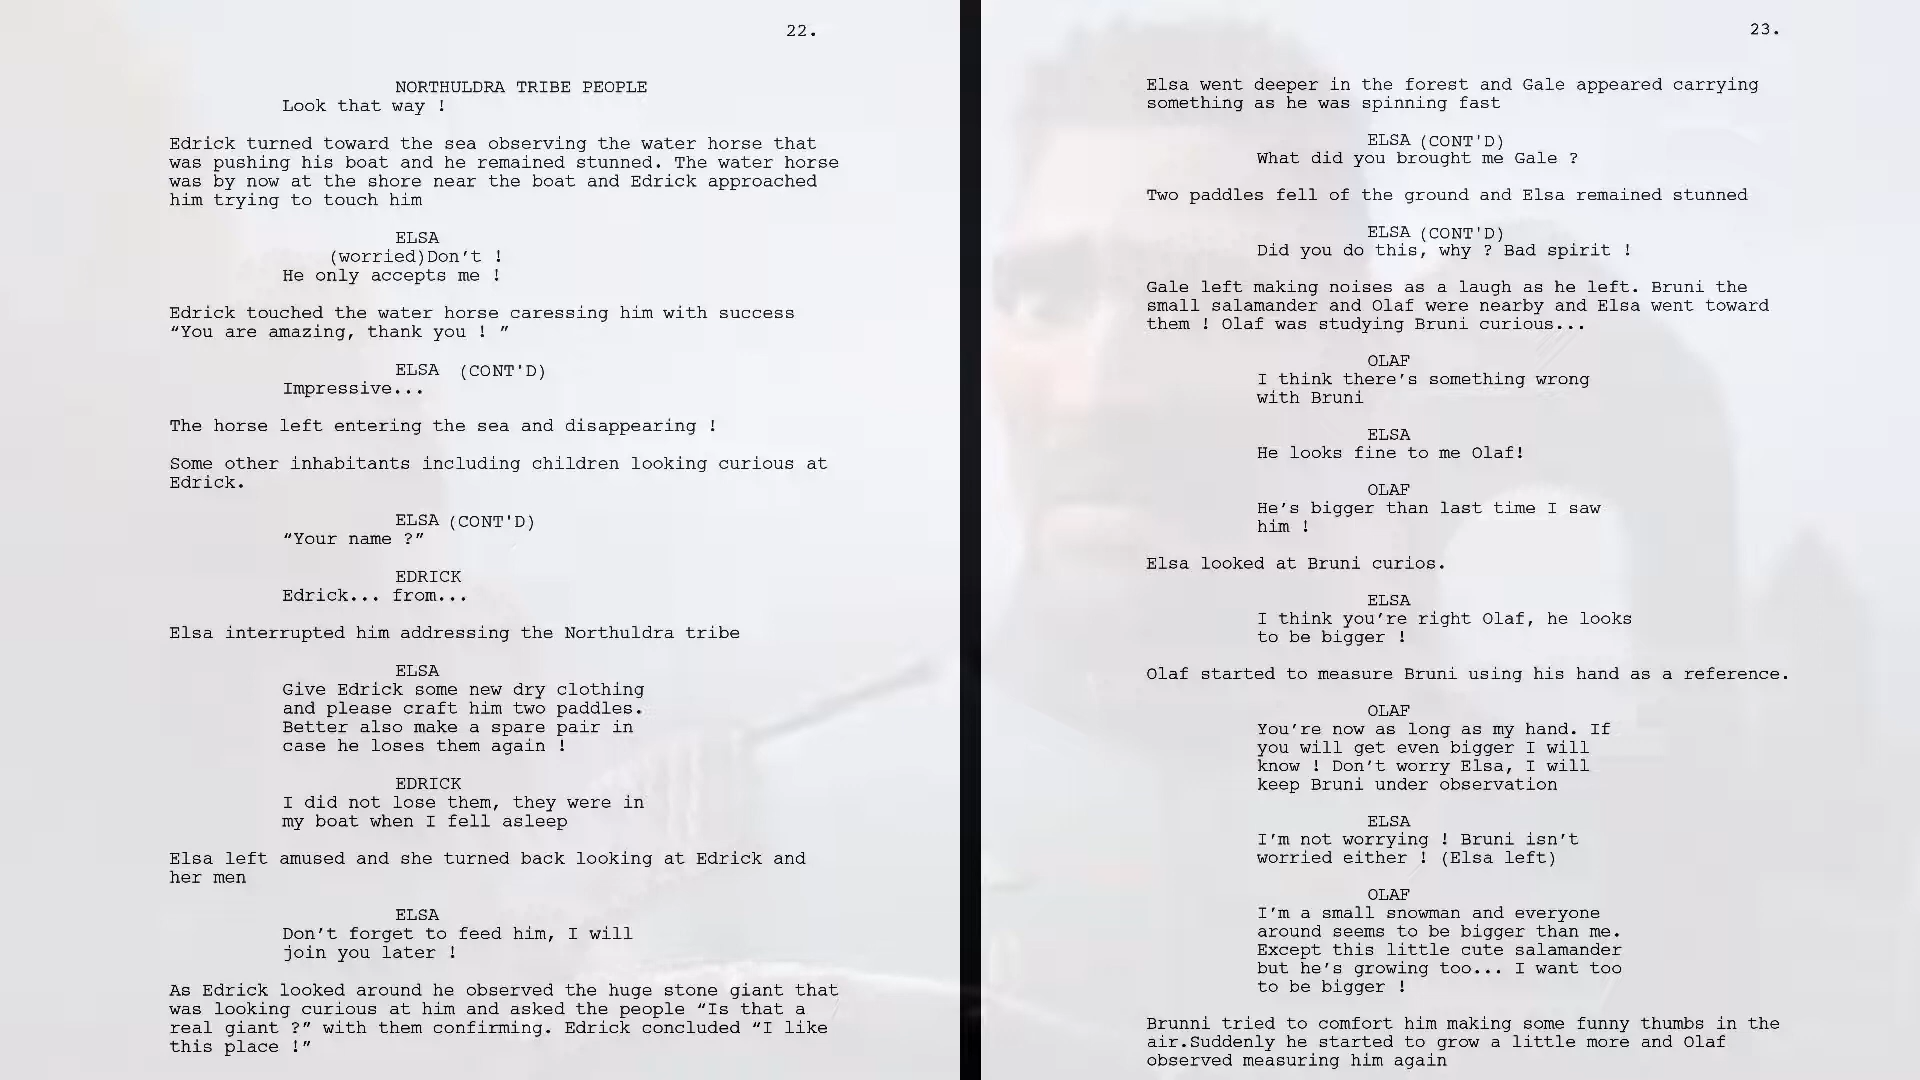 22.
NORTHULDRA TRIBE PEOPLE
Look that way !
Edrick turned toward the sea observing the water horse that
was pushing his boat and he remained stunned. The water horse
was by now at the shore near the boat and Edrick approached
him trying to touch him
ELSA
(worried)Don't !
He only accepts me !
Edrick touched the water horse caressing him with success
“You are amazing, thank you ! ”
ELSA (CONT'D)
Impressive...
The horse left entering the sea and disappearing !
Some other inhabitants including children looking curious at
Edrick.
ELSA (CONT'D)
“Your name ?”
EDRICK
Edrick... from...
Elsa interrupted him addressing the Northuldra tribe
ELSA
Give Edrick some new dry clothing
and please craft him two paddles.
Better also make a spare pair in
case he loses them again !
EDRICK
I did not lose them, they were in
my boat when I fell asleep
Elsa left amused and she turned back looking at Edrick and
her men
ELSA
Don't forget to feed him, I will
join you later !
As Edrick looked around he observed the huge stone giant that
was looking curious at him and asked the people “Is that a
real giant ?” with them confirming. Edrick concluded “I like
this place !”
23.
Elsa went deeper in the forest and Gale appeared carrying
something as he was spinning fast
ELSA (CONT'D)
What did you brought me Gale ?
Two paddles fell of the ground and Elsa remained stunned
ELSA (CONT'D)
Did you do this, why ? Bad spirit !
Gale left making noises as a laugh as he left. Bruni the
small salamander and Olaf were nearby and Elsa went toward
them ! Olaf was studying Bruni curious...
OLAF
I think there's something wrong
with Bruni
ELSA
He looks fine to me Olaf!
OLAF
He's bigger than last time I saw
him !
Elsa looked at Bruni curios.
ELSA
I think you're right Olaf, he looks
to be bigger !
Olaf started to measure Bruni using his hand as a reference.
OLAF
You're now as long as my hand. If
you will get even bigger I will
know ! Don't worry Elsa, I will
keep Bruni under observation
ELSA
I'm not worrying ! Bruni isn't
worried either ! (Elsa left)
OLAF
I'm a small snowman and everyone
around seems to be bigger than me.
Except this little cute salamander
but he's growing too... I want too
to be bigger !
Brunni tried to comfort him making some funny thumbs in the
air.Suddenly he started to grow a little more and Olaf
observed measuring him again